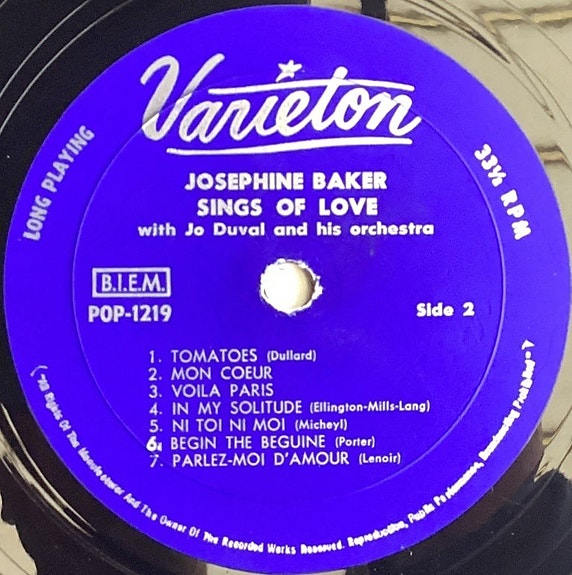 Varieton
LONG PLAYING
33⅓ RPM
JOSEPHINE BAKER
SINGS OF LOVE
with Jo Duval and his orchestra
B.I.E.M.
POP-1219
Side 2
1. TOMATOES (Dullard)
2. MON COEUR
3. VOILA PARIS
4. IN MY SOLITUDE (Ellington-Mills-Lang)
5. NI TOI NI MOI (Micheyl)
6. BEGIN THE BEGUINE (Porter)
7. PARLEZ-MOI D'AMOUR (Lenoir)
All Rights Of The Manufacturer And The Owner Of The Recorded Works Reserved. Reproduction, Public Performance, Broadcasting Prohibited